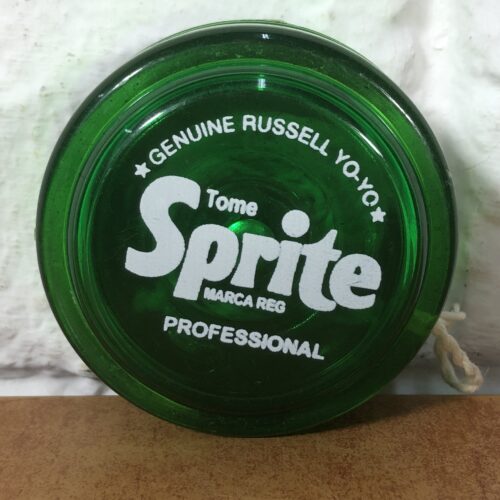 ★GENUINE RUSSELL YO-YO★
Tome
Sprite
MARCA REG
PROFESSIONAL